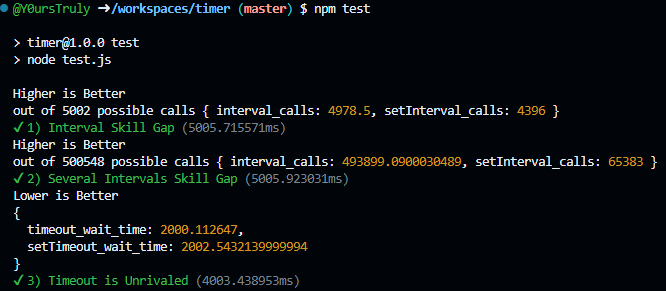 @Y0ursTruly ➜/workspaces/timer (master) $ npm test
> timer@1.0.0 test
> node test.js
Higher is Better
out of 5002 possible calls { interval_calls: 4978.5, setInterval_calls: 4396 }
✓ 1) Interval Skill Gap (5005.715571ms)
Higher is Better
out of 500548 possible calls { interval_calls: 493899.0900030489, setInterval_calls: 65383 }
✓ 2) Several Intervals Skill Gap (5005.923031ms)
Lower is Better
{
  timeout_wait_time: 2000.112647,
  setTimeout_wait_time: 2002.5432139999994
}
✓ 3) Timeout is Unrivaled (4003.438953ms)